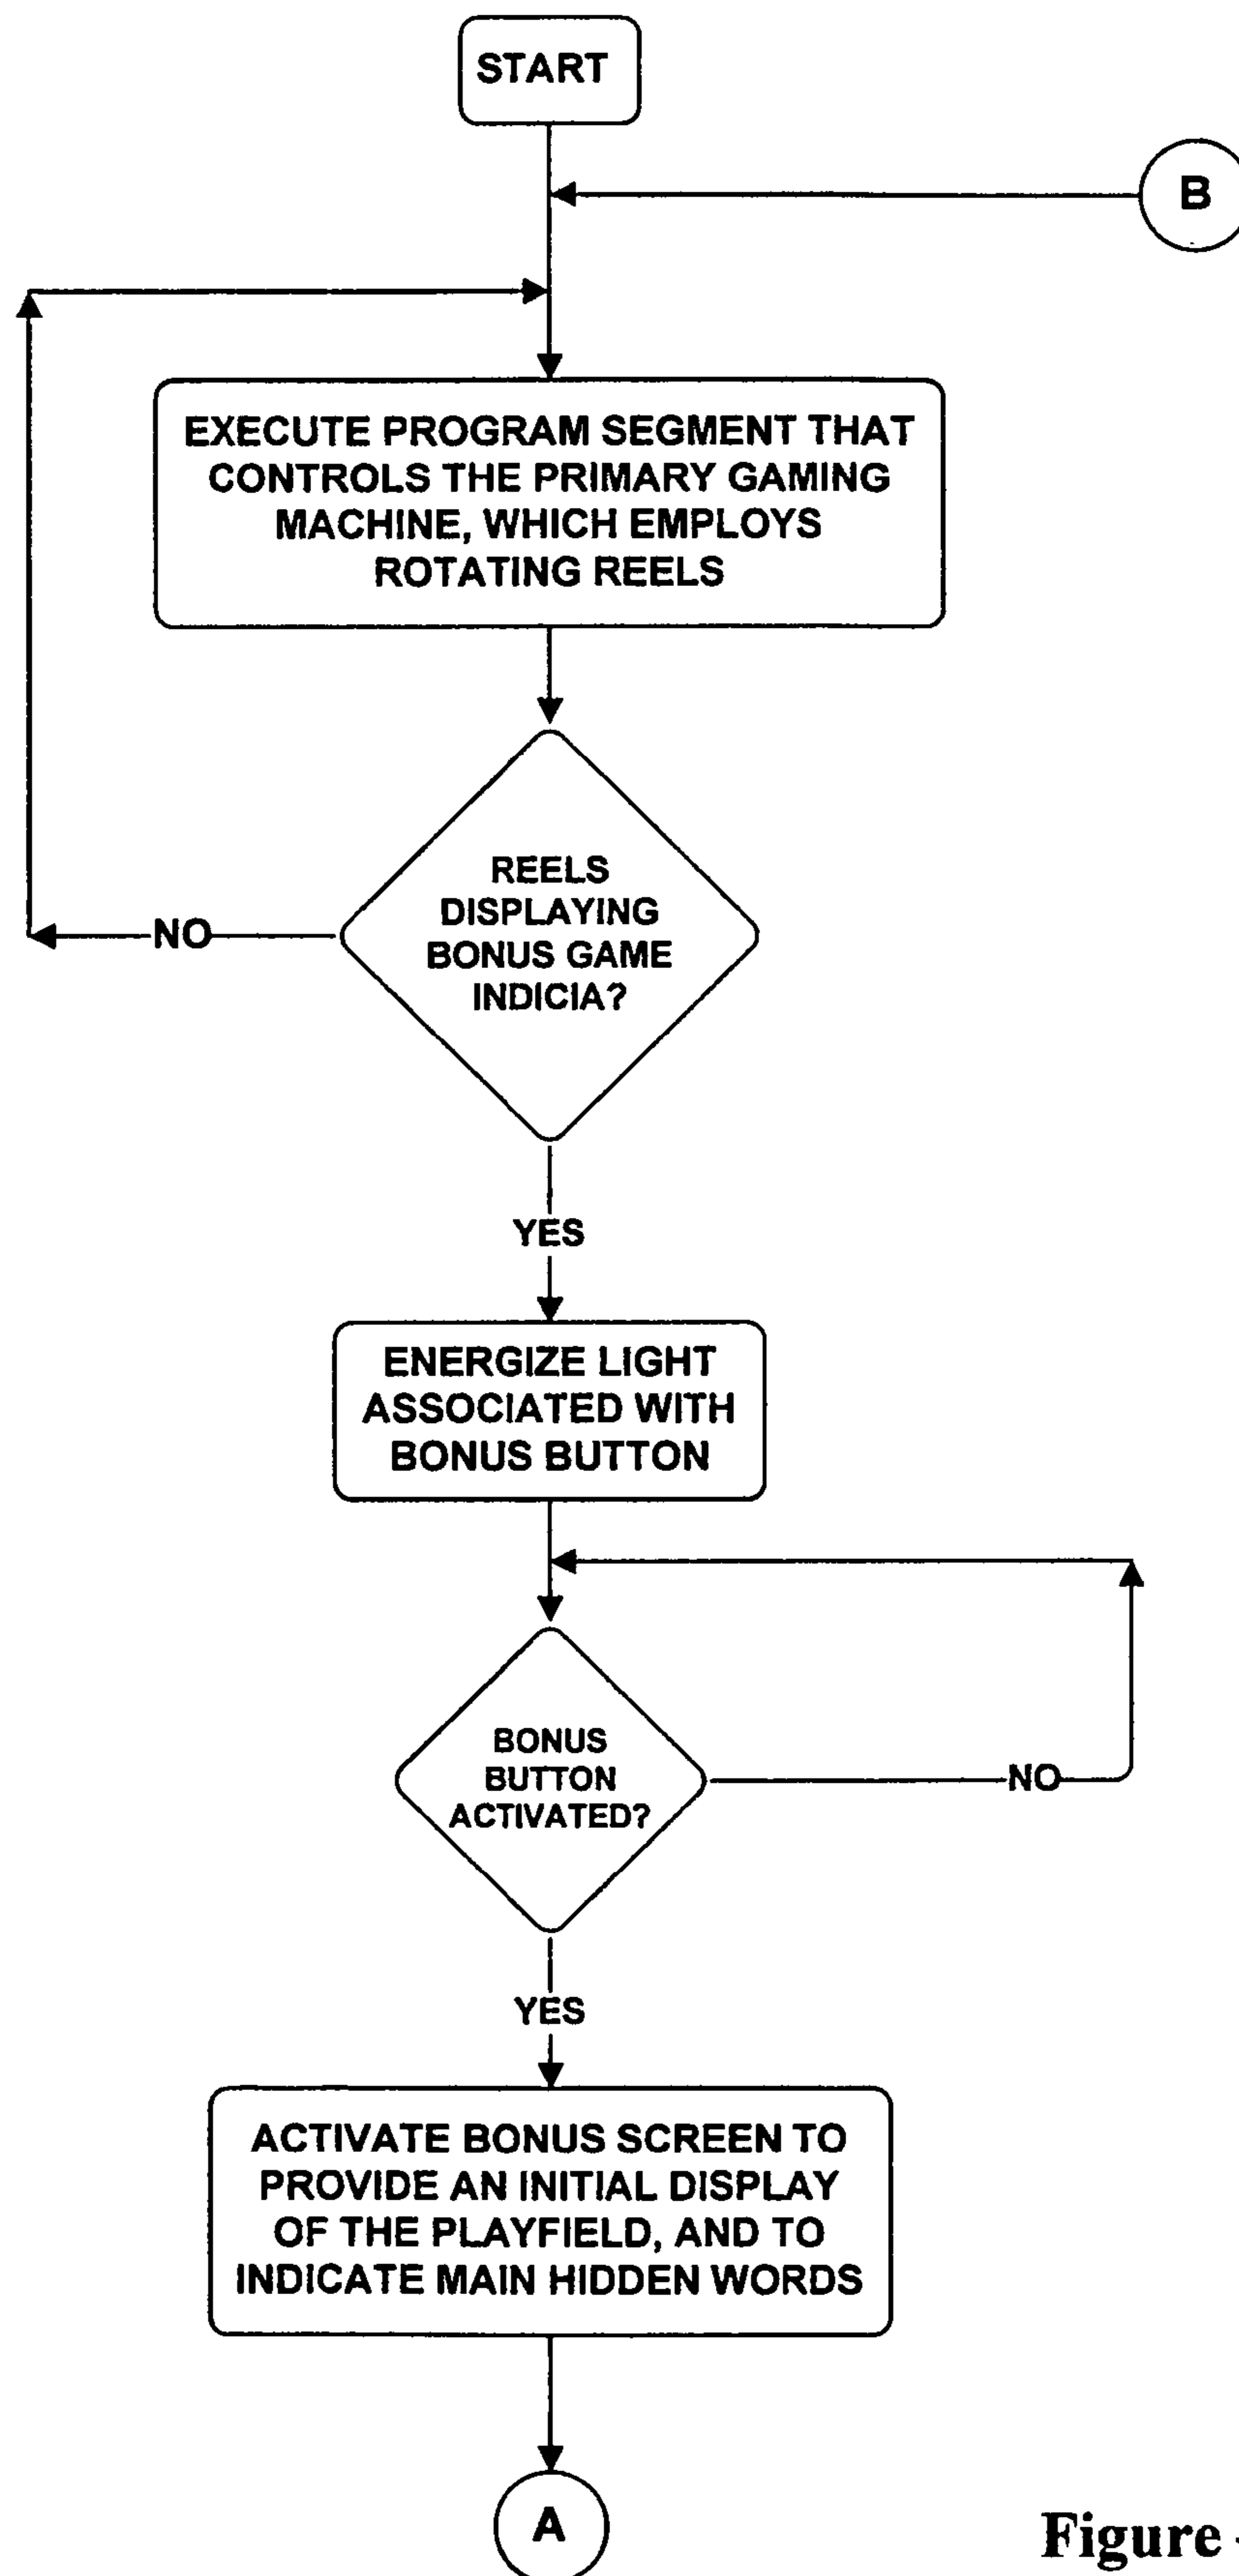 START
B
EXECUTE PROGRAM SEGMENT THAT
CONTROLS THE PRIMARY GAMING
MACHINE, WHICH EMPLOYS
ROTATING REELS
REELS
DISPLAYING
BONUS GAME
INDICIA?
NO
YES
ENERGIZE LIGHT
ASSOCIATED WITH
BONUS BUTTON
BONUS
BUTTON
ACTIVATED?
NO
YES
ACTIVATE BONUS SCREEN TO
PROVIDE AN INITIAL DISPLAY
OF THE PLAYFIELD, AND TO
INDICATE MAIN HIDDEN WORDS
A
Figure